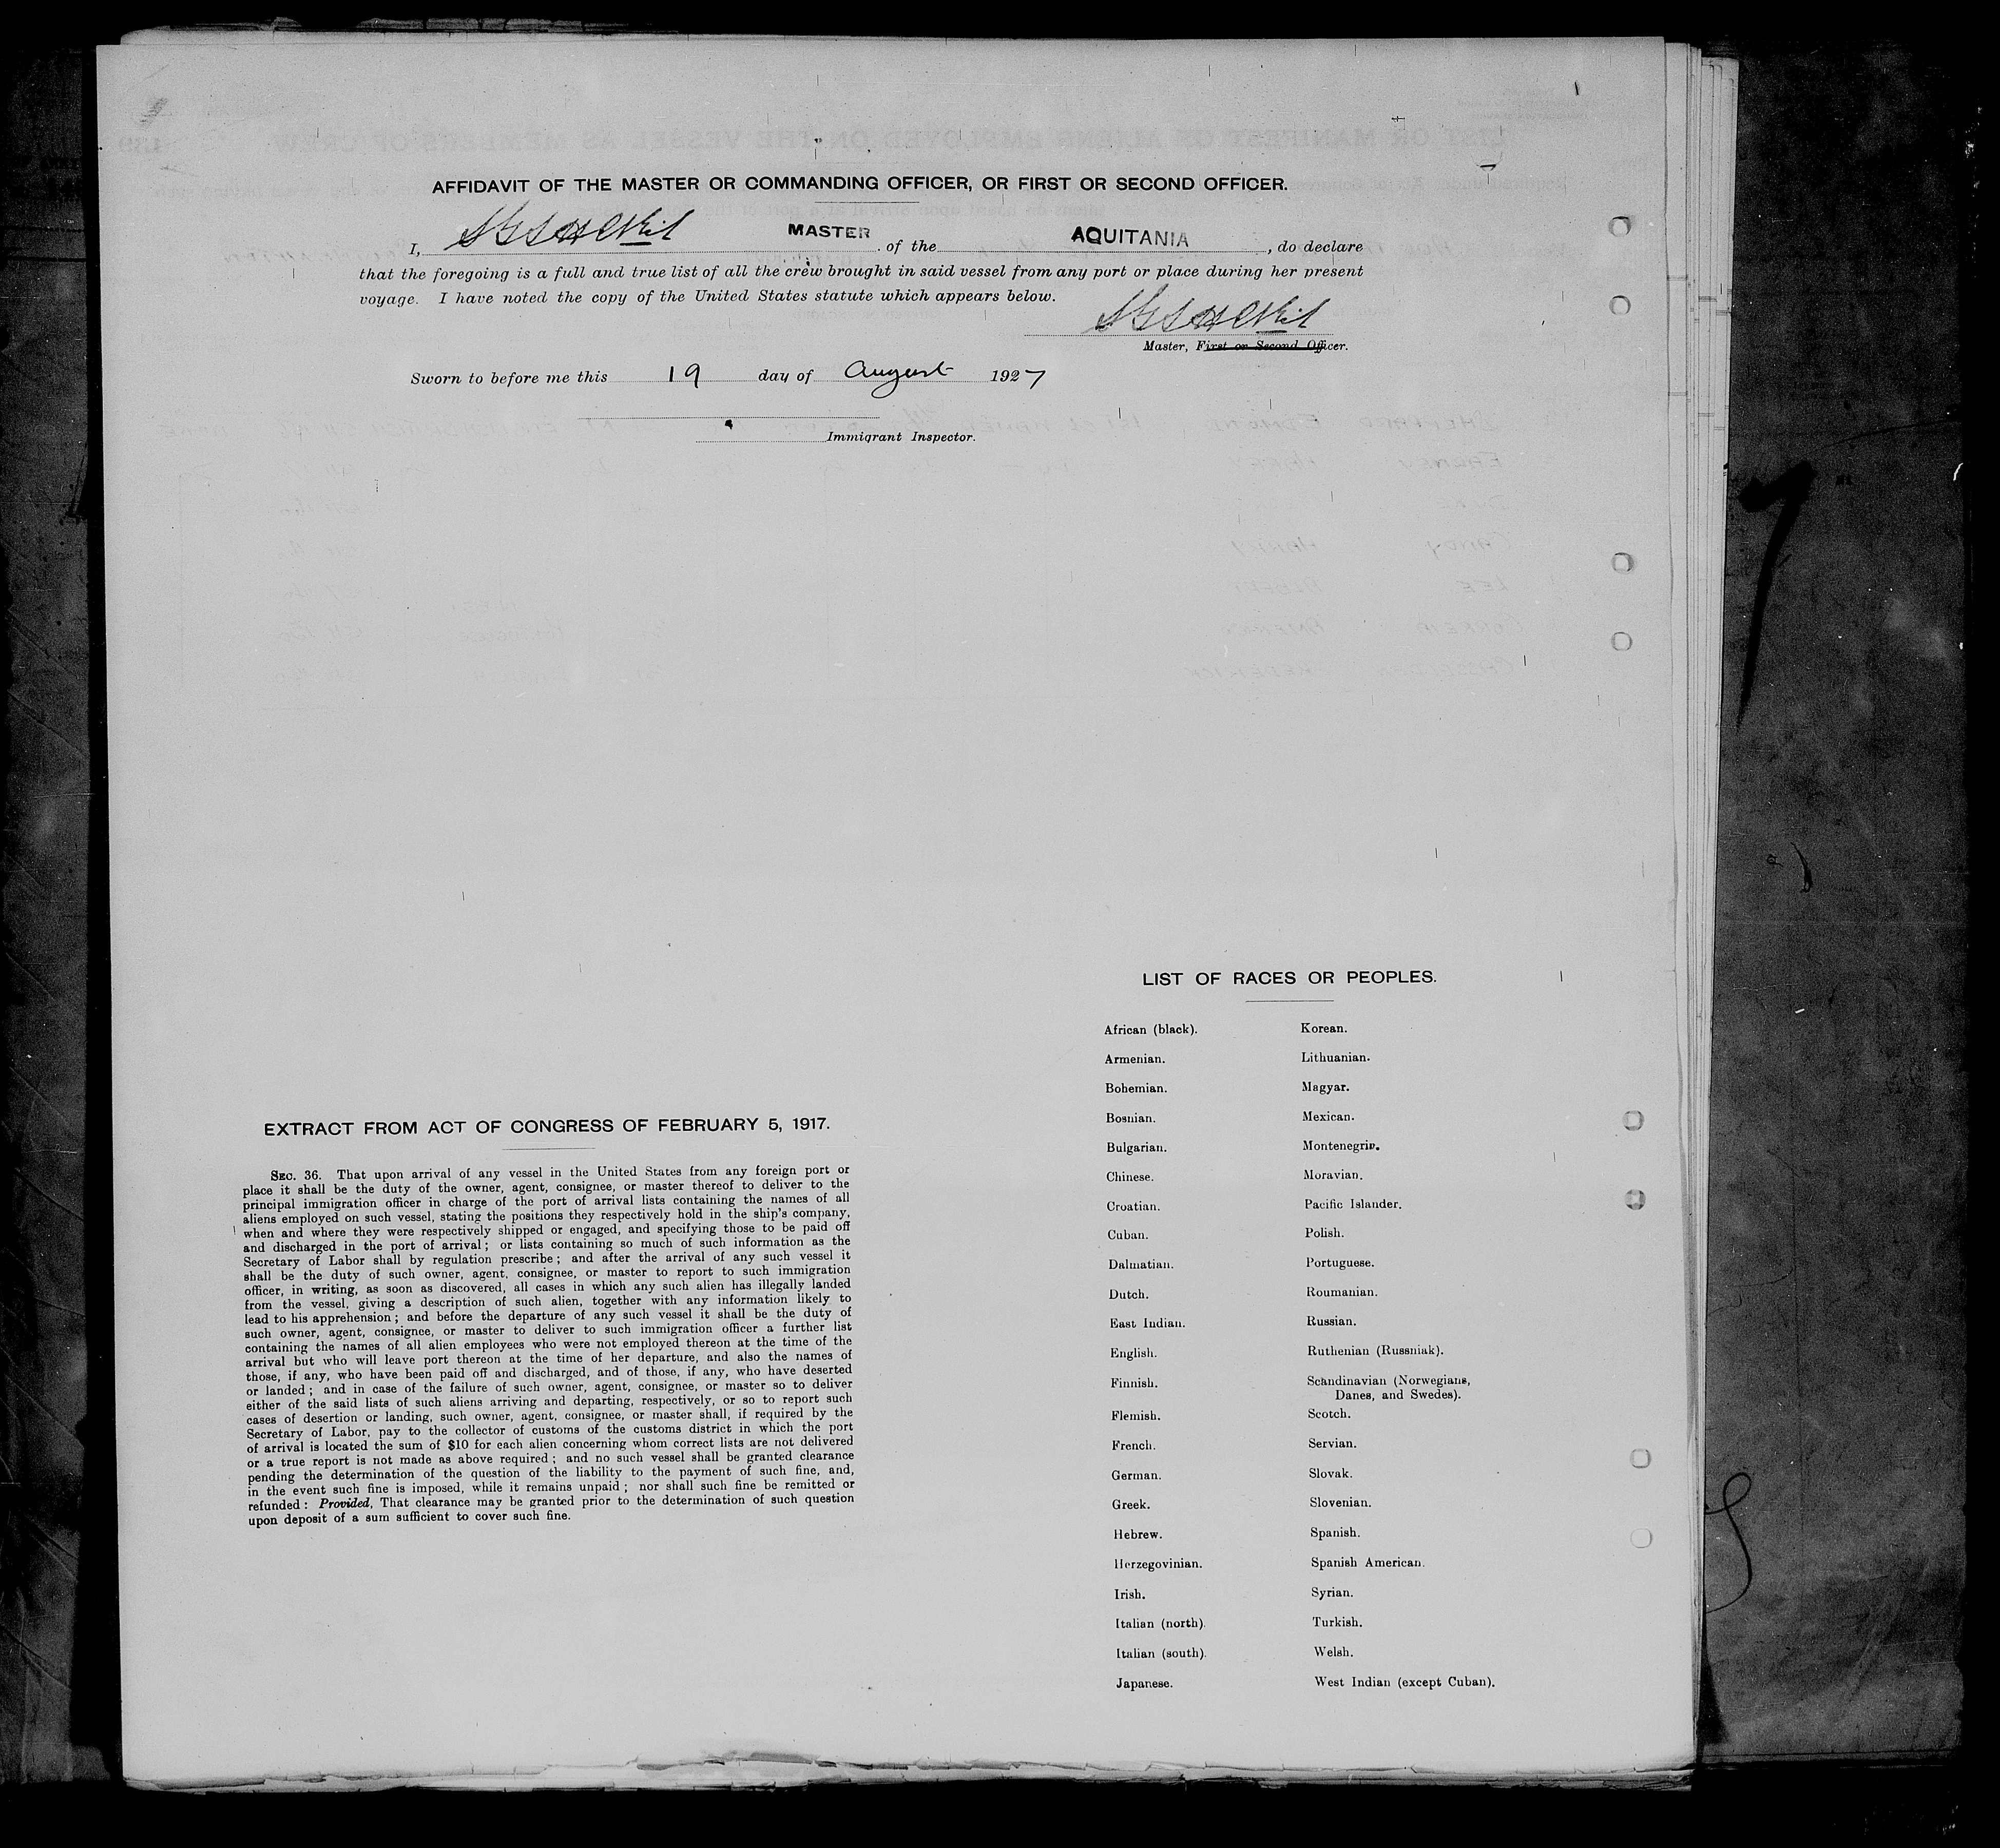 AFFIDAVIT OF THE MASTER OR COMMANDING OFFICER, OR FIRST OR SECOND OFFICER.
I, MASTER of the AQUITANIA, do declare
that the foregoing is a full and true list of all the crew brought in said vessel from any port or place during her present
voyage. I have noted the copy of the United States statute which appears below.
Master, First or Second Officer.
Sworn to before me this 19 day of August 1927
Immigrant Inspector.
EXTRACT FROM ACT OF CONGRESS OF FEBRUARY 5, 1917.
SEC. 36. That upon arrival of any vessel in the United States from any foreign port or
place it shall be the duty of the owner, agent, consignee, or master thereof to deliver to the
principal immigration officer in charge of the port of arrival lists containing the names of all
aliens employed on such vessel, stating the positions they respectively hold in the ship's company,
when and where they were respectively shipped or engaged, and specifying those to be paid off
and discharged in the port of arrival; or lists containing so much of such information as the
Secretary of Labor shall by regulation prescribe; and after the arrival of any such vessel it
shall be the duty of such owner, agent, consignee, or master to report to such immigration
officer, in writing, as soon as discovered, all cases in which any such alien has illegally landed
from the vessel, giving a description of such alien, together with any information likely to
lead to his apprehension; and before the departure of any such vessel it shall be the duty of
such owner, agent, consignee, or master to deliver to such immigration officer a further list
containing the names of all alien employees who were not employed thereon at the time of the
arrival but who will leave port thereon at the time of her departure, and also the names of
those, if any, who have been paid off and discharged, and of those, if any, who have deserted
or landed; and in case of the failure of such owner, agent, consignee, or master so to deliver
either of the said lists of such aliens arriving and departing, respectively, or so to report such
cases of desertion or landing, such owner, agent, consignee, or master shall, if required by the
Secretary of Labor, pay to the collector of customs of the customs district in which the port
of arrival is located the sum of $10 for each alien concerning whom correct lists are not delivered
or a true report is not made as above required; and no such vessel shall be granted clearance
pending the determination of the question of the liability to the payment of such fine, and,
in the event such fine is imposed, while it remains unpaid; nor shall such fine be remitted or
refunded: Provided, That clearance may be granted prior to the determination of such question
upon deposit of a sum sufficient to cover such fine.
LIST OF RACES OR PEOPLES.
African (black). Korean.
Armenian. Lithuanian.
Bohemian. Magyar.
Bosnian. Mexican.
Bulgarian. Montenegrin.
Chinese. Moravian.
Croatian. Pacific Islander.
Cuban. Polish.
Dalmatian. Portuguese.
Dutch. Roumanian.
East Indian. Russian.
English. Ruthenian (Russniak).
Finnish. Scandinavian (Norwegians,
Danes, and Swedes).
Flemish. Scotch.
French. Servian.
German. Slovak.
Greek. Slovenian.
Hebrew. Spanish.
Herzegovinian. Spanish American.
Irish. Syrian.
Italian (north). Turkish.
Italian (south). Welsh.
Japanese. West Indian (except Cuban).